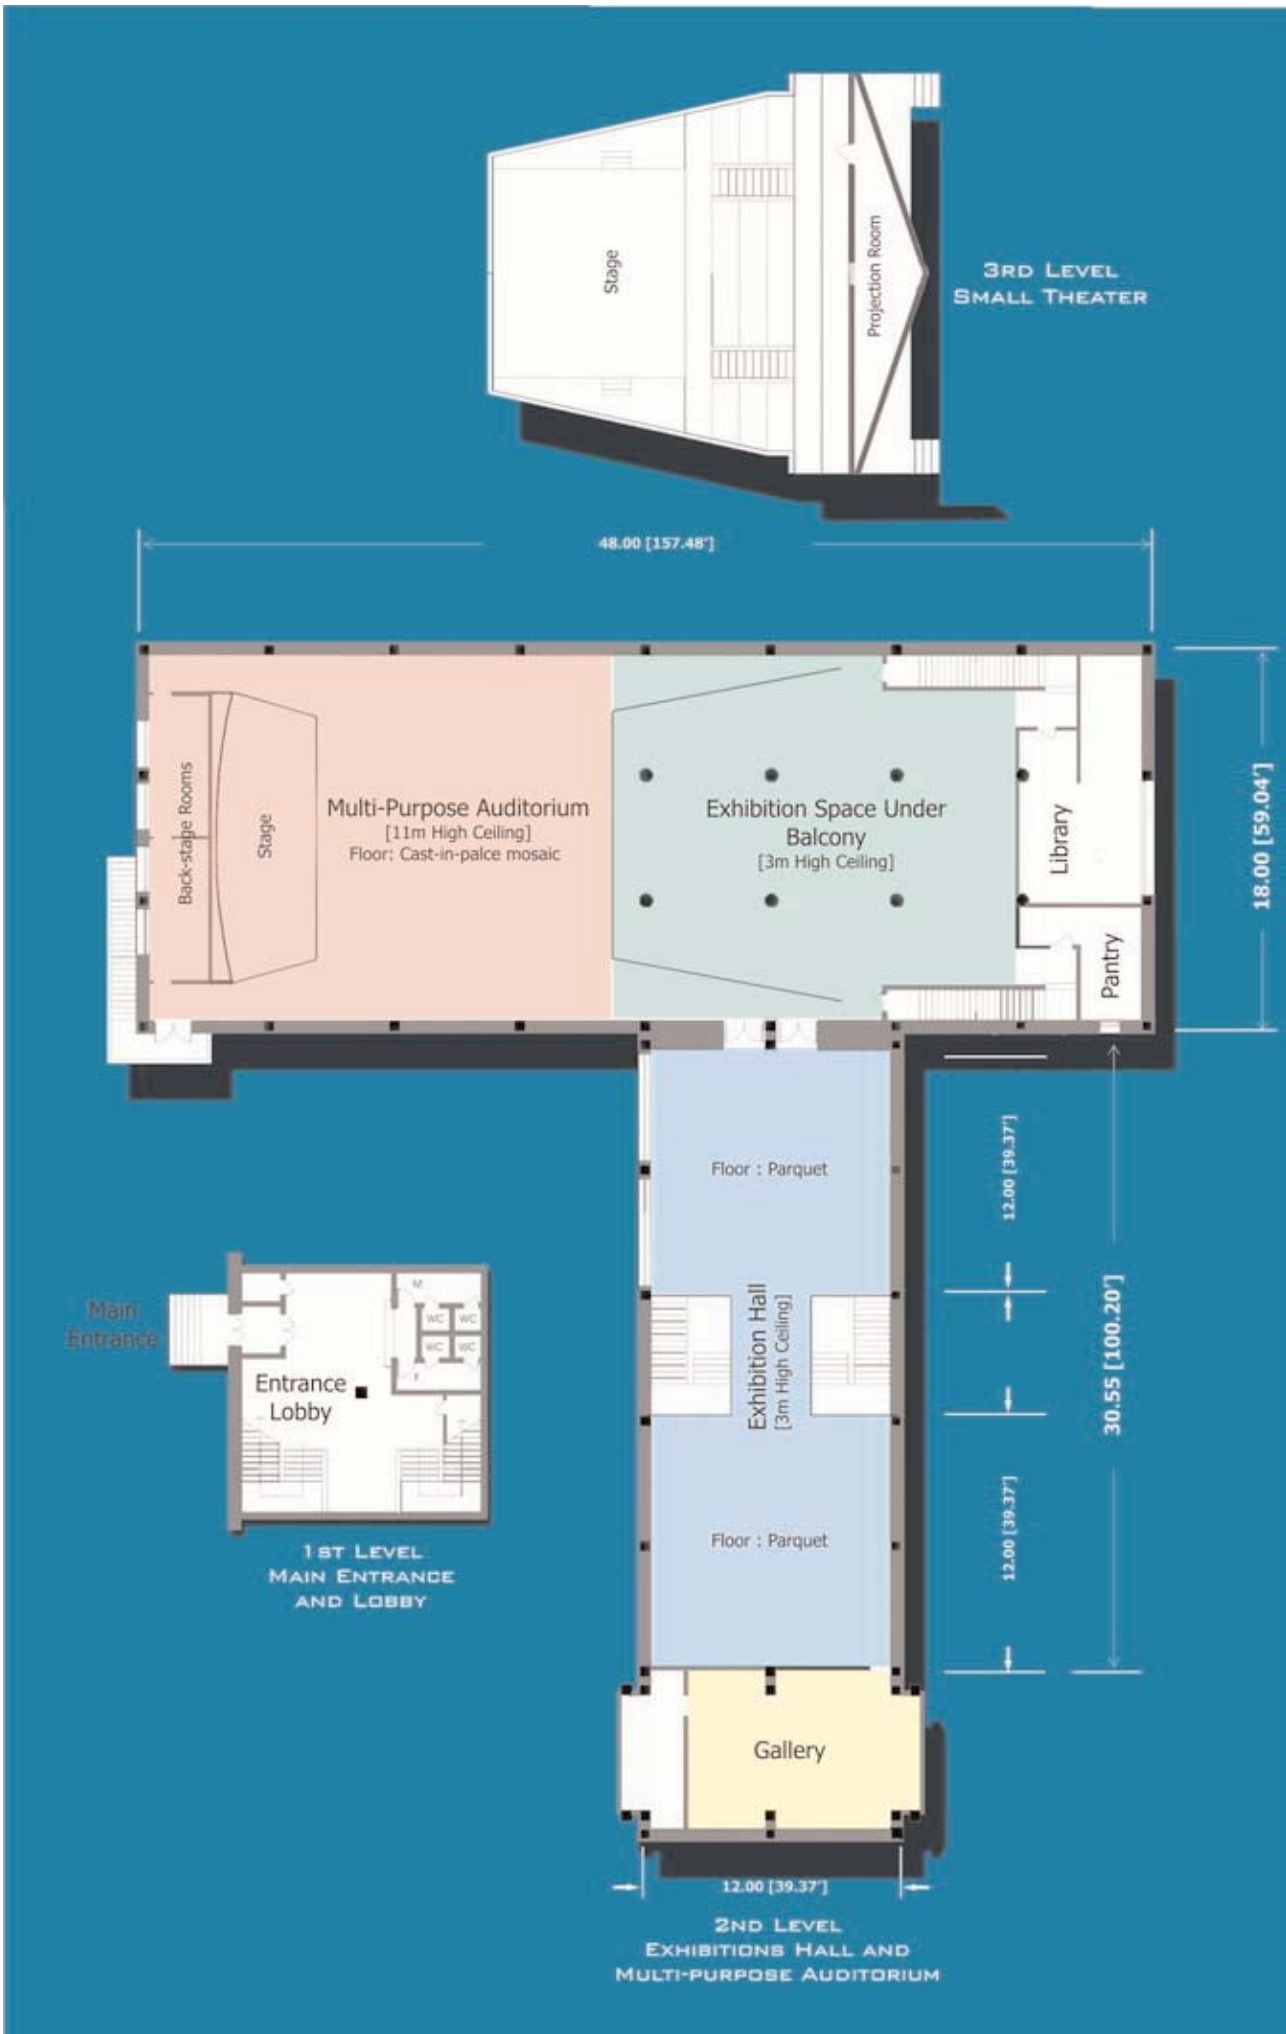 3RD LEVEL
SMALL THEATER
Stage
Projection Room
48.00 [157.48']
Back-stage Rooms
Stage
Multi-Purpose Auditorium
[11m High Ceiling]
Floor: Cast-in-palce mosaic
Exhibition Space Under
Balcony
[3m High Ceiling]
Library
Pantry
18.00 [59.04']
Floor : Parquet
12.00 [39.37']
Exhibition Hall
[3m High Ceiling]
30.55 [100.20']
Floor : Parquet
12.00 [39.37']
Main
Entrance
M
WC
WC
WC
WC
F
Entrance
Lobby
1ST LEVEL
MAIN ENTRANCE
AND LOBBY
Gallery
12.00 [39.37']
2ND LEVEL
EXHIBITIONS HALL AND
MULTI-PURPOSE AUDITORIUM